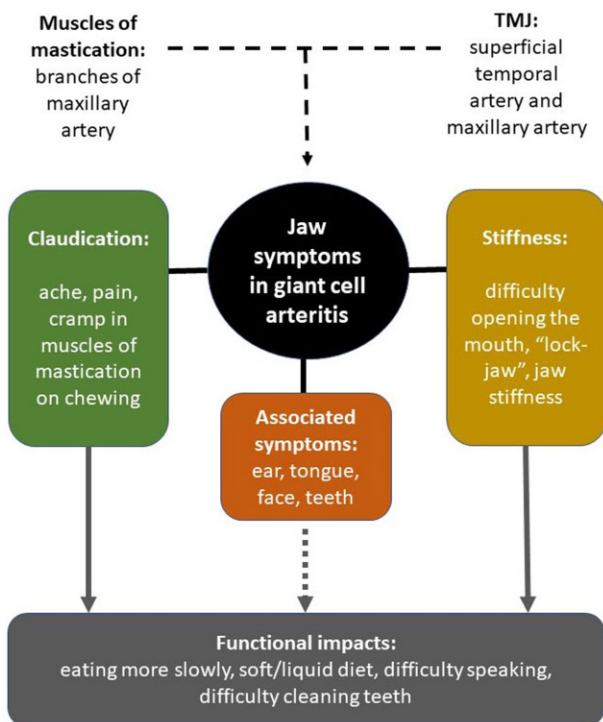 Muscles of
mastication:
branches of
maxillary
artery
TMJ:
superficial
temporal
artery and
maxillary artery
Claudication:
ache, pain,
cramp in
muscles of
mastication
on chewing
Jaw
symptoms
in giant cell
arteritis
Stiffness:
difficulty
opening the
mouth, “lock-
jaw”, jaw
stiffness
Associated
symptoms:
ear, tongue,
face, teeth
Functional impacts:
eating more slowly, soft/liquid diet, difficulty speaking,
difficulty cleaning teeth